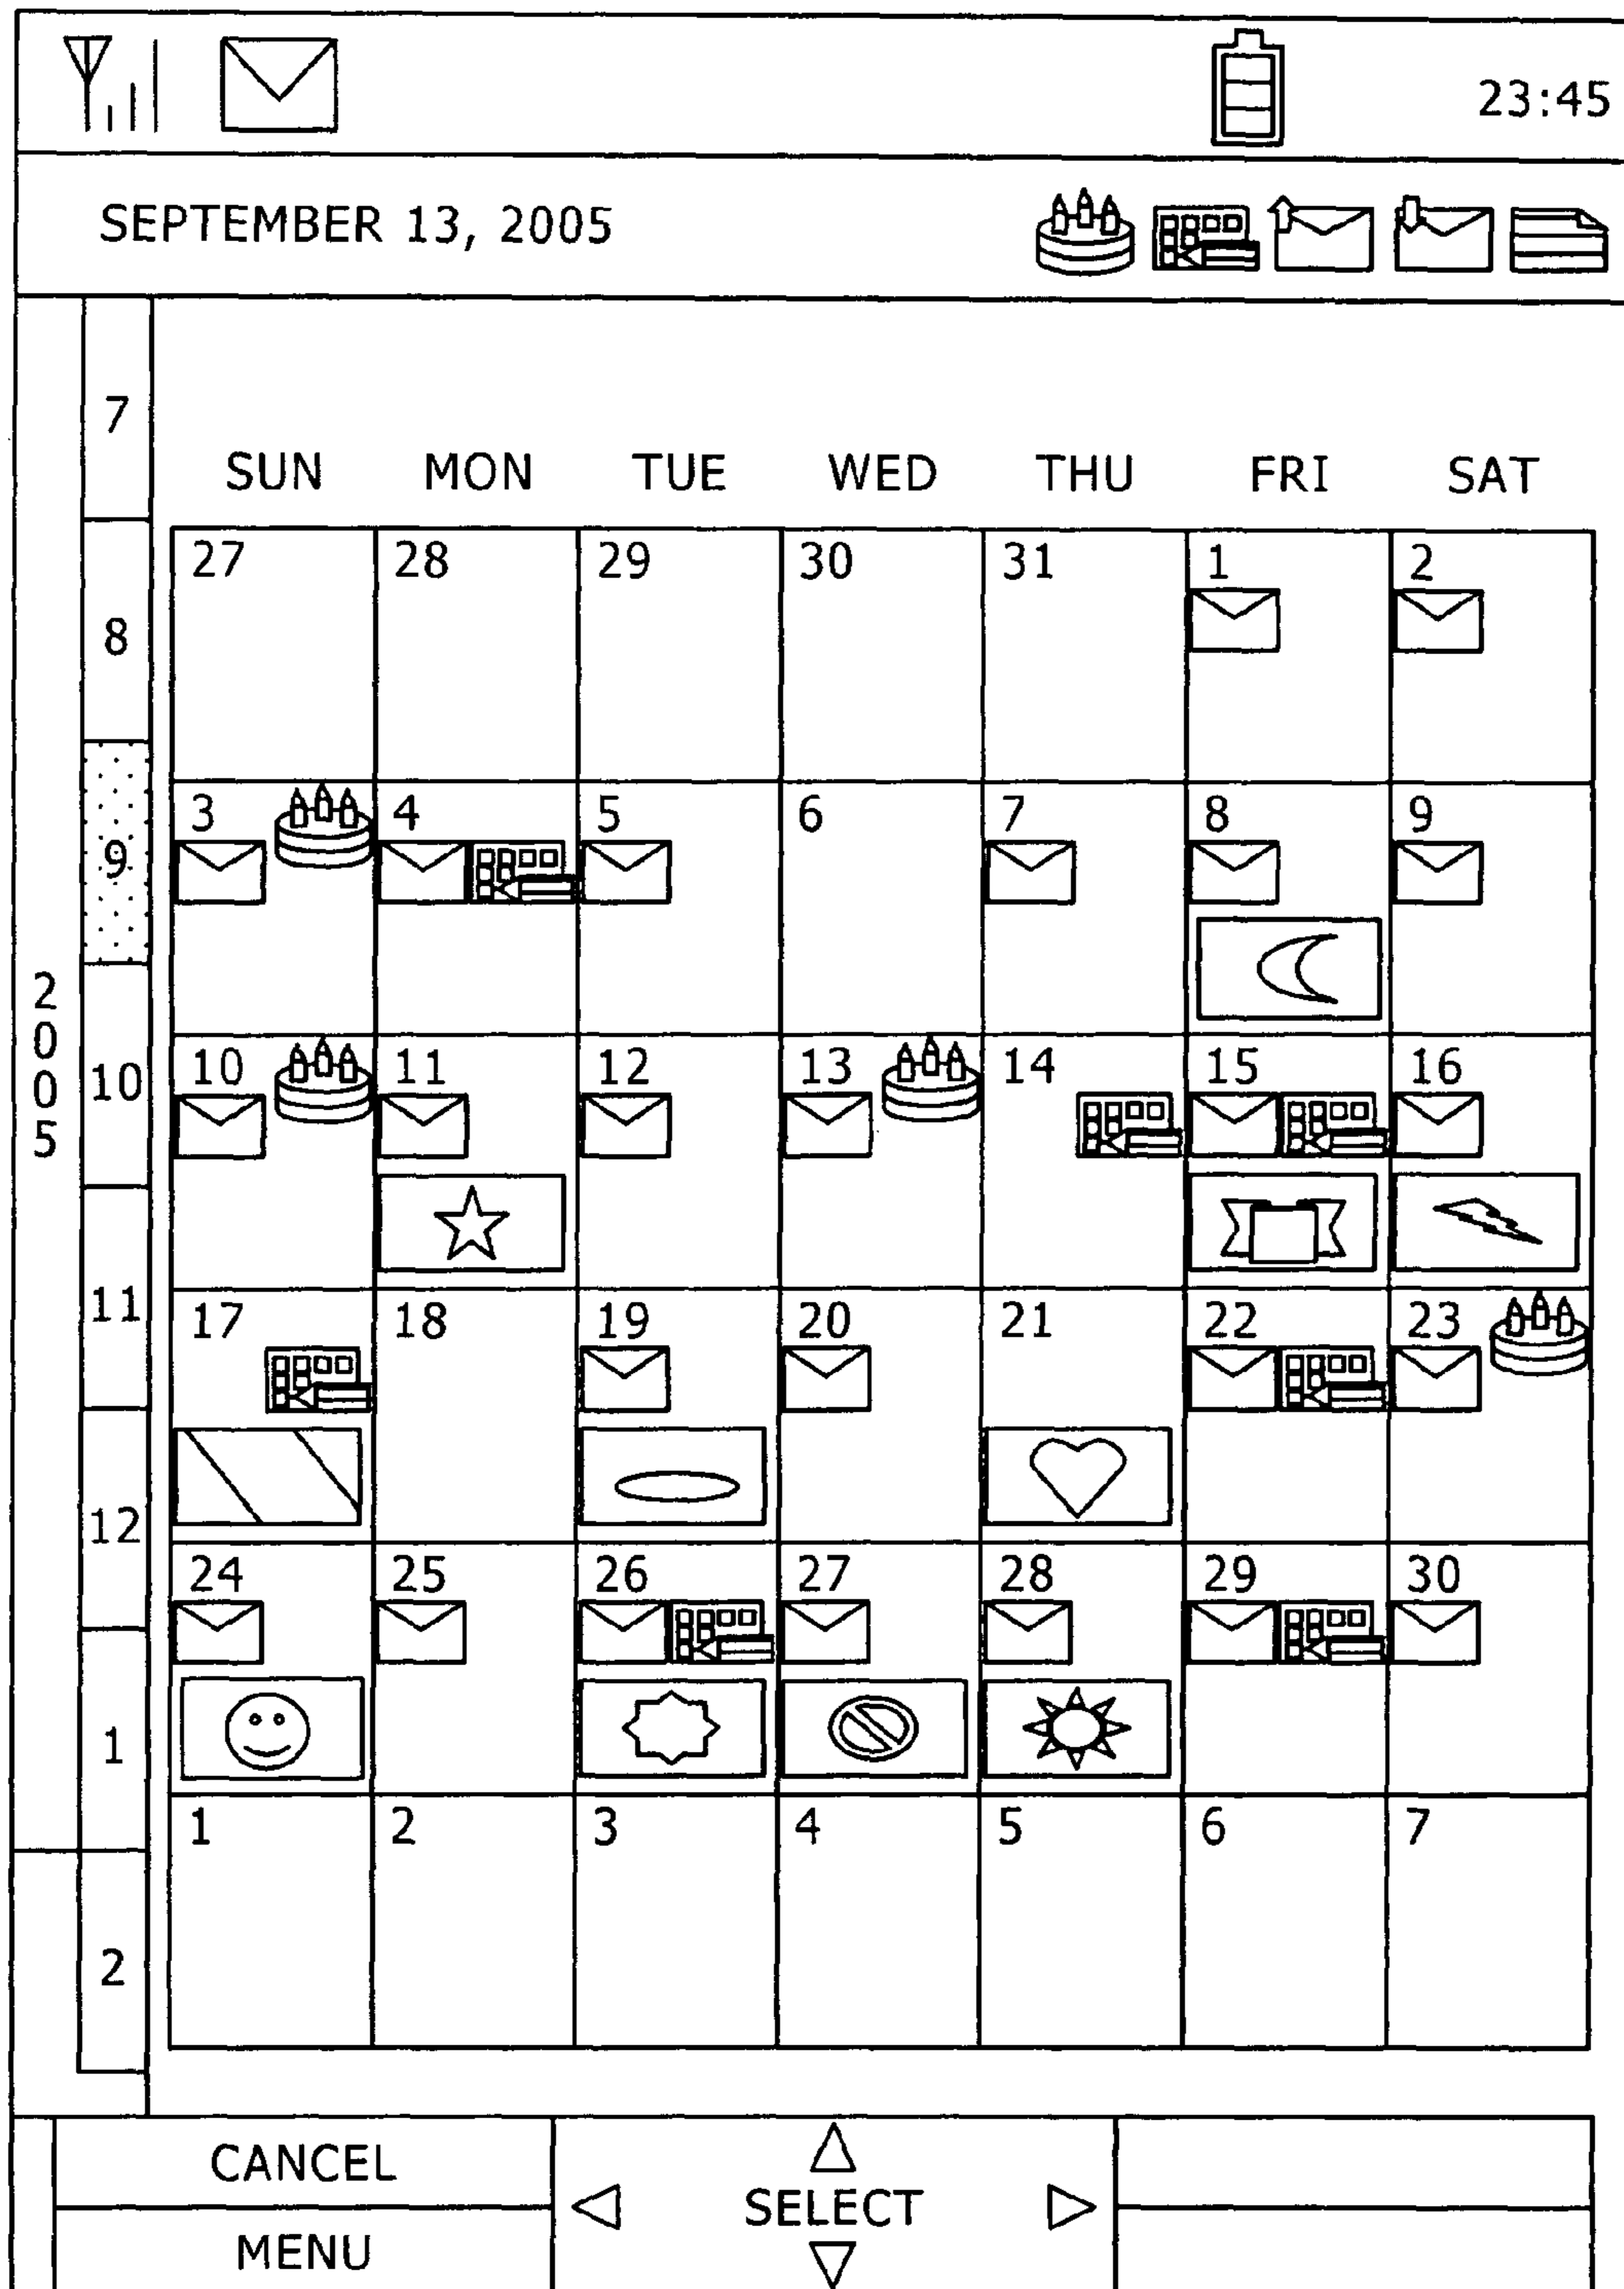 23:45
SEPTEMBER 13, 2005
7
8
9
10
11
12
1
2
2005
SUN MON TUE WED THU FRI SAT
27 28 29 30 31 1 2
3 4 5 6 7 8 9
10 11 12 13 14 15 16
17 18 19 20 21 22 23
24 25 26 27 28 29 30
1 2 3 4 5 6 7
CANCEL
SELECT
MENU